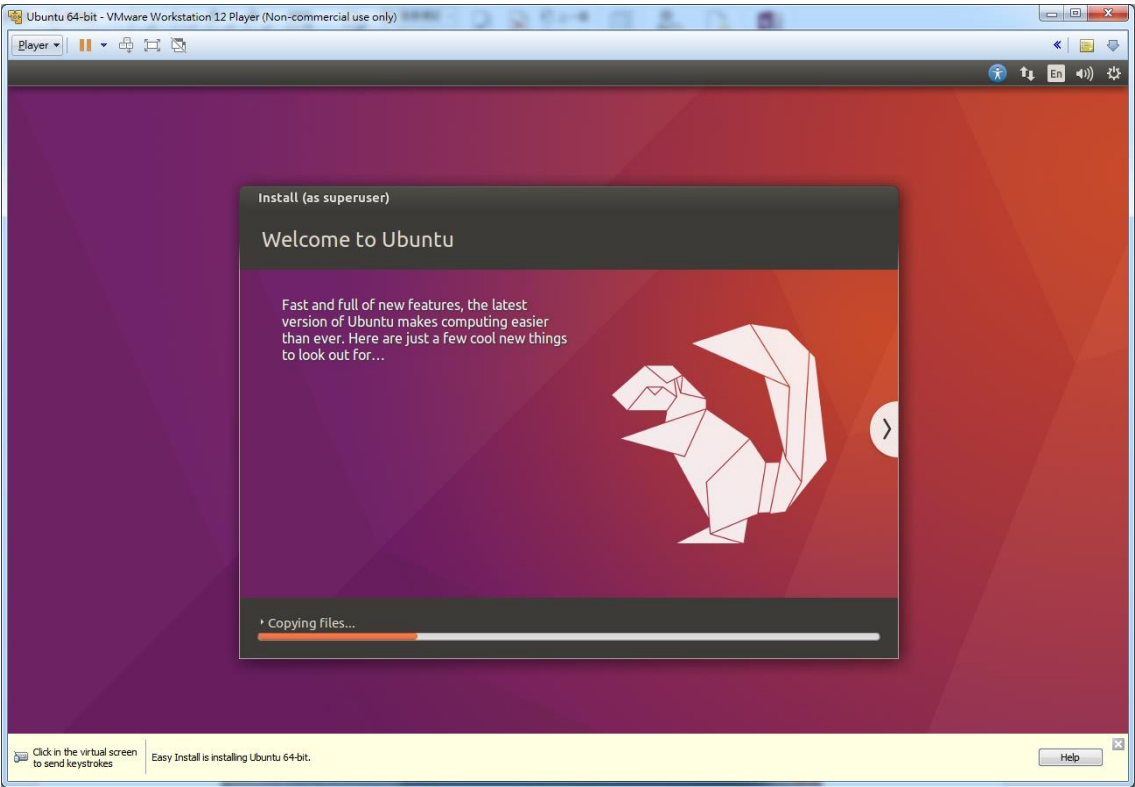 Ubuntu 64-bit - VMware Workstation 12 Player (Non-commercial use only)
Player
En
Install (as superuser)
Welcome to Ubuntu
Fast and full of new features, the latest
version of Ubuntu makes computing easier
than ever. Here are just a few cool new things
to look out for...
Copying files...
Click in the virtual screen
to send keystrokes
Easy Install is installing Ubuntu 64-bit.
Help